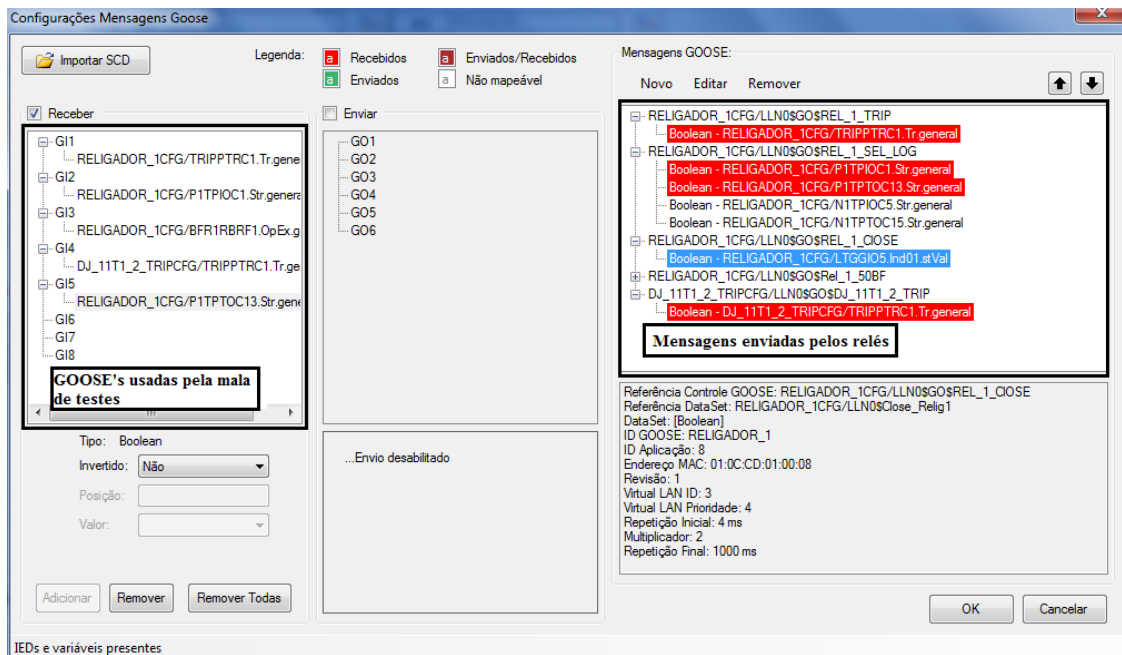 Configurações Mensagens Goose
Importar SCD
Legenda:
a Recebidos
a Enviados/Recebidos
a Enviados
a Não mapeável
Receber
GI1
RELIGADOR_1CFG/TRIPPTRC1.Tr.gene
GI2
RELIGADOR_1CFG/P1TPIOC1.Str.genera
GI3
RELIGADOR_1CFG/BFR1RBRF1.OpEx.g
GI4
DJ_11T1_2_TRIPCFG/TRIPPTRC1.Tr.ge
GI5
RELIGADOR_1CFG/P1TPTOC13.Str.gene
GI6
GI7
GI8
GOOSE's usadas pela mala
de testes
Tipo: Boolean
Invertido: Não
Posição:
Valor:
Adicionar Remover Remover Todas
Enviar
GO1
GO2
GO3
GO4
GO5
GO6
...Envio desabilitado
Mensagens GOOSE:
Novo Editar Remover
RELIGADOR_1CFG/LLN0$GO$REL_1_TRIP
Boolean - RELIGADOR_1CFG/TRIPPTRC1.Tr.general
RELIGADOR_1CFG/LLN0$GO$REL_1_SEL_LOG
Boolean - RELIGADOR_1CFG/P1TPIOC1.Str.general
Boolean - RELIGADOR_1CFG/P1TPTOC13.Str.general
Boolean - RELIGADOR_1CFG/N1TPIOC5.Str.general
Boolean - RELIGADOR_1CFG/N1TPTOC15.Str.general
RELIGADOR_1CFG/LLN0$GO$REL_1_ClOSE
Boolean - RELIGADOR_1CFG/LTGGIO5.Ind01.stVal
RELIGADOR_1CFG/LLN0$GO$Rel_1_50BF
DJ_11T1_2_TRIPCFG/LLN0$GO$DJ_11T1_2_TRIP
Boolean - DJ_11T1_2_TRIPCFG/TRIPPTRC1.Tr.general
Mensagens enviadas pelos relés
Referência Controle GOOSE: RELIGADOR_1CFG/LLN0$GO$REL_1_ClOSE
Referência DataSet: RELIGADOR_1CFG/LLN0$Close_Relig1
DataSet: [Boolean]
ID GOOSE: RELIGADOR_1
ID Aplicação: 8
Endereço MAC: 01:0C:CD:01:00:08
Revisão: 1
Virtual LAN ID: 3
Virtual LAN Prioridade: 4
Repetição Inicial: 4 ms
Multiplicador: 2
Repetição Final: 1000 ms
OK Cancelar
IEDs e variáveis presentes